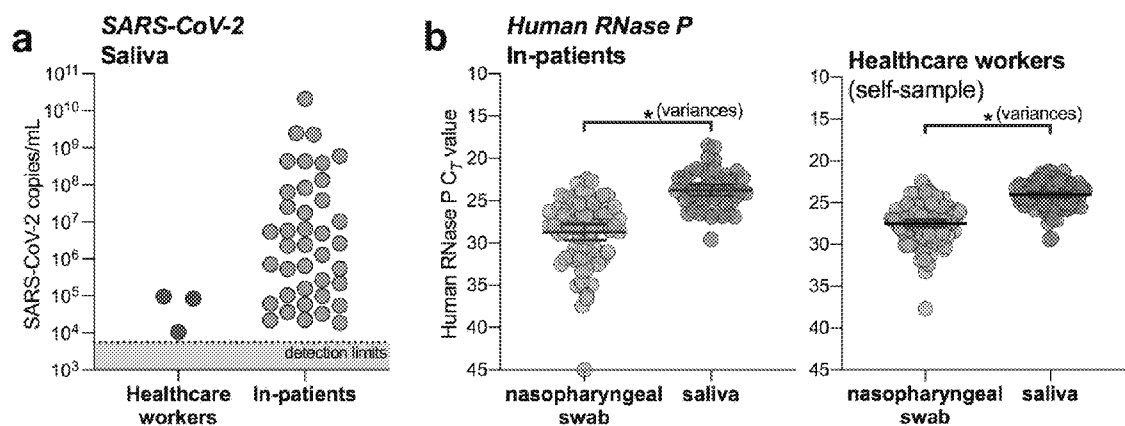 a
SARS-CoV-2
Saliva
SARS-CoV-2 copies/mL
10¹¹
10¹⁰
10⁹
10⁸
10⁷
10⁶
10⁵
10⁴
10³
detection limits
Healthcare
workers
In-patients
b
Human RNase P
In-patients
Human RNase P C_T value
10
15
20
25
30
35
40
45
* (variances)
nasopharyngeal
swab
saliva
Healthcare workers
(self-sample)
10
15
20
25
30
35
40
45
* (variances)
nasopharyngeal
swab
saliva